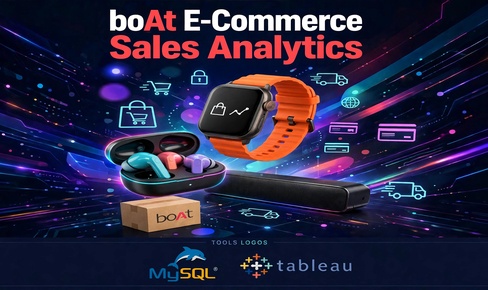 boAt E-Commerce
Sales Analytics
boAt
TOOLS LOGOS
MySQL®
tableau